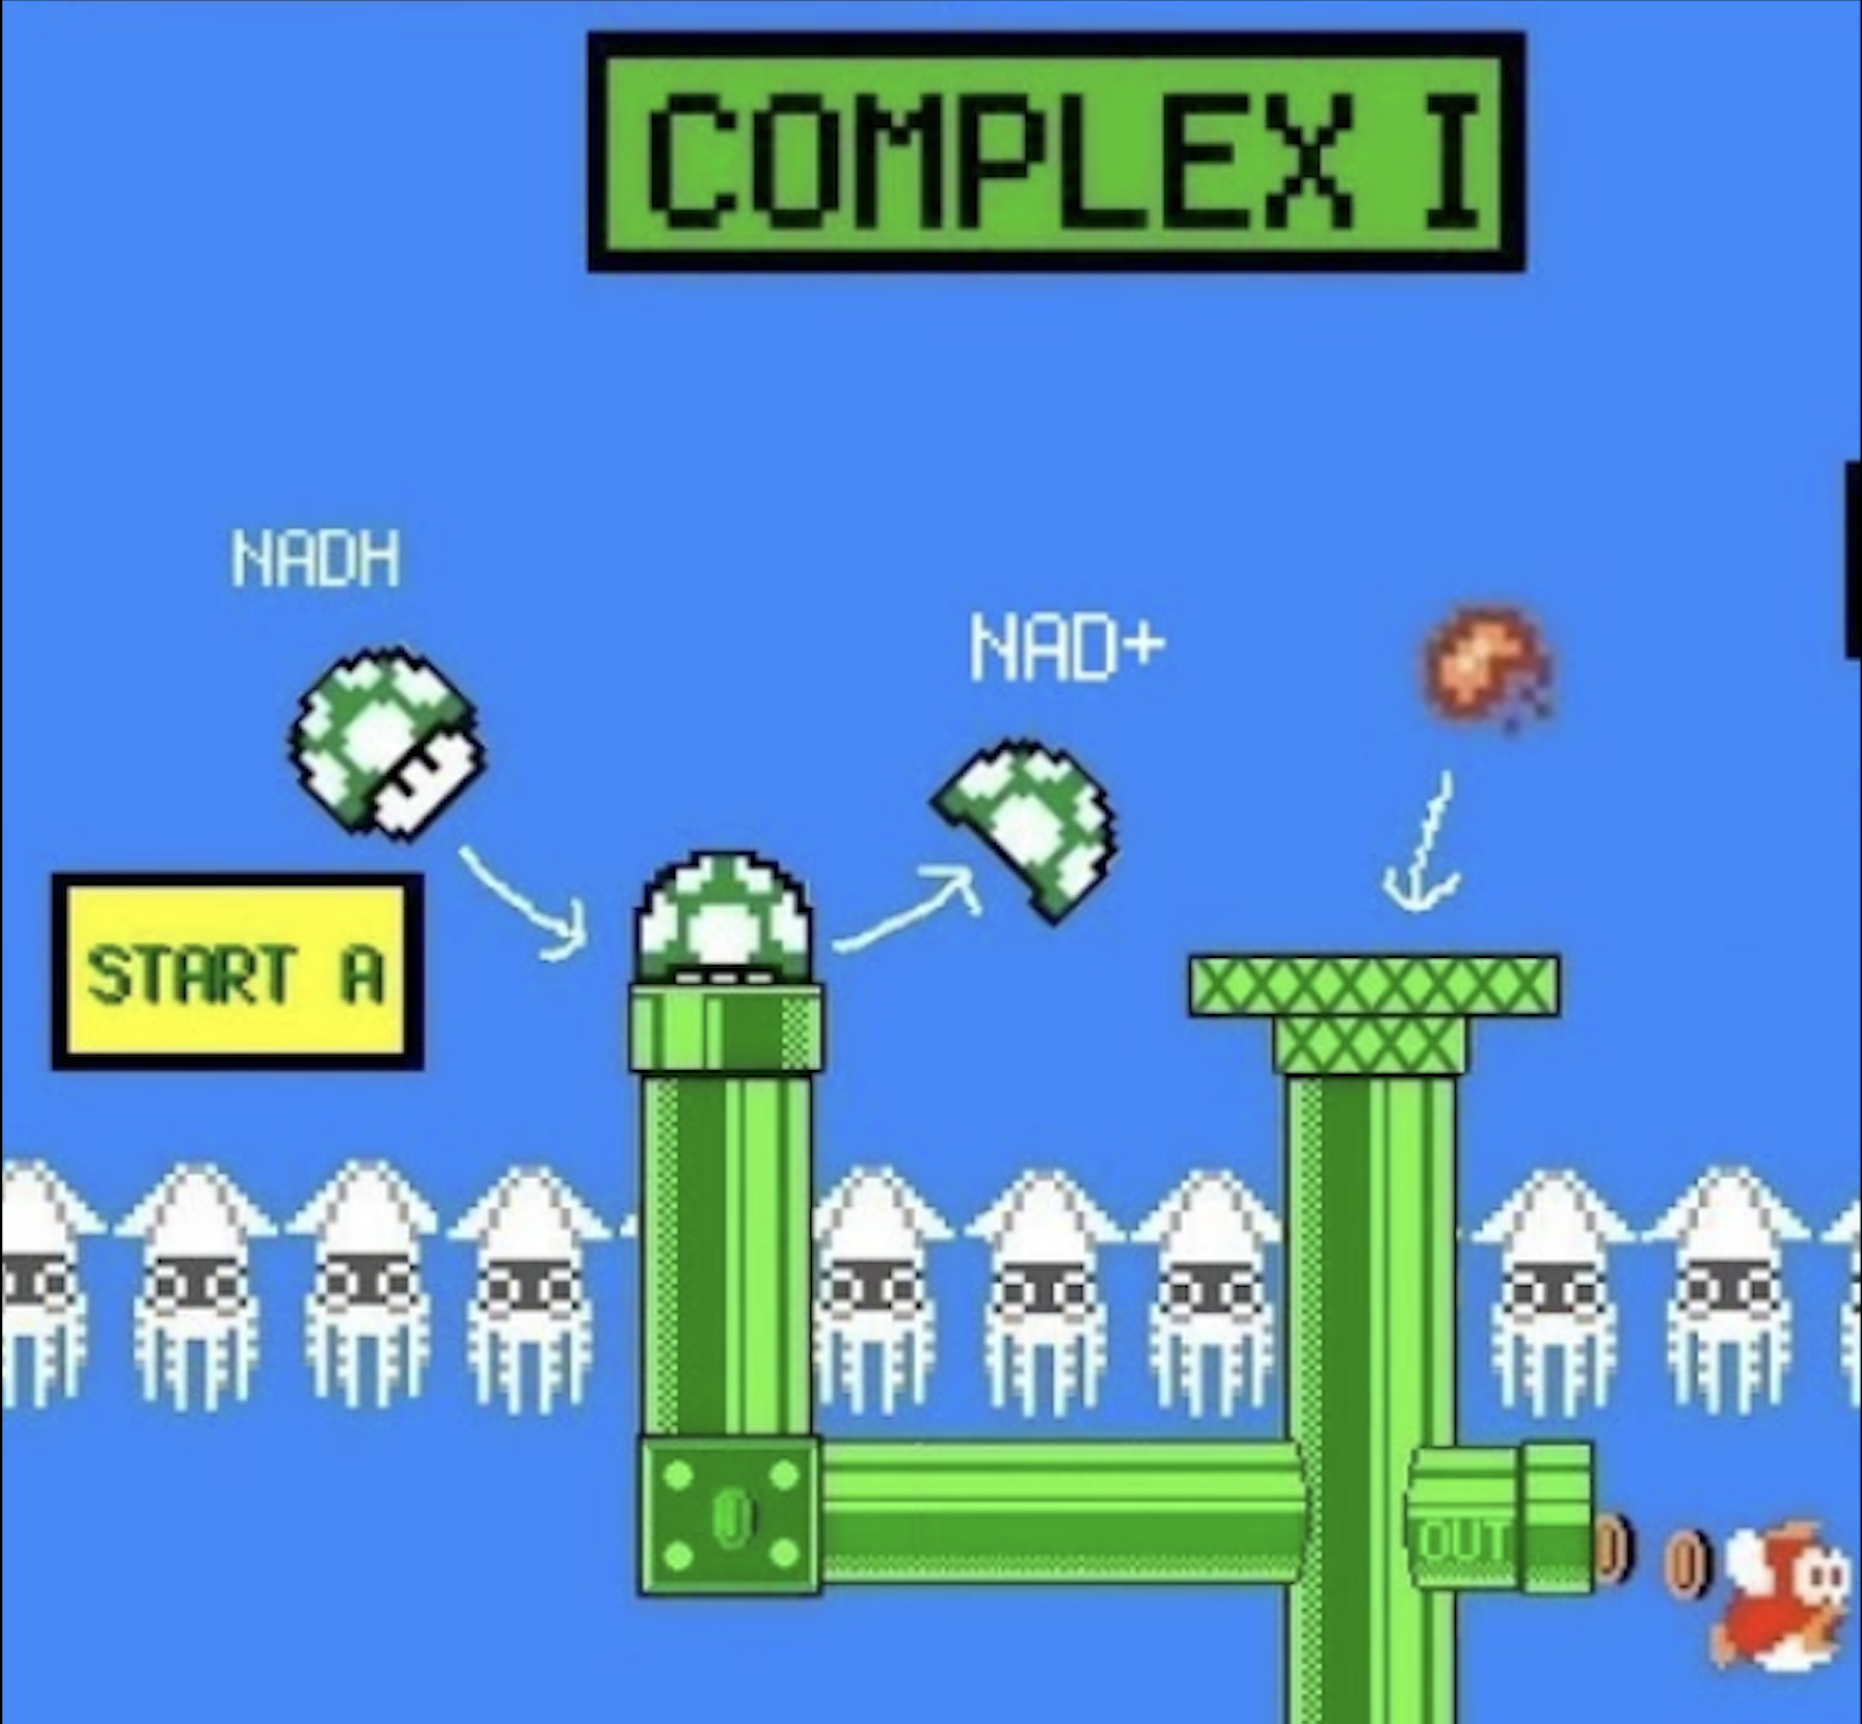 COMPLEX I
NADH
NAD+
START A
OUT